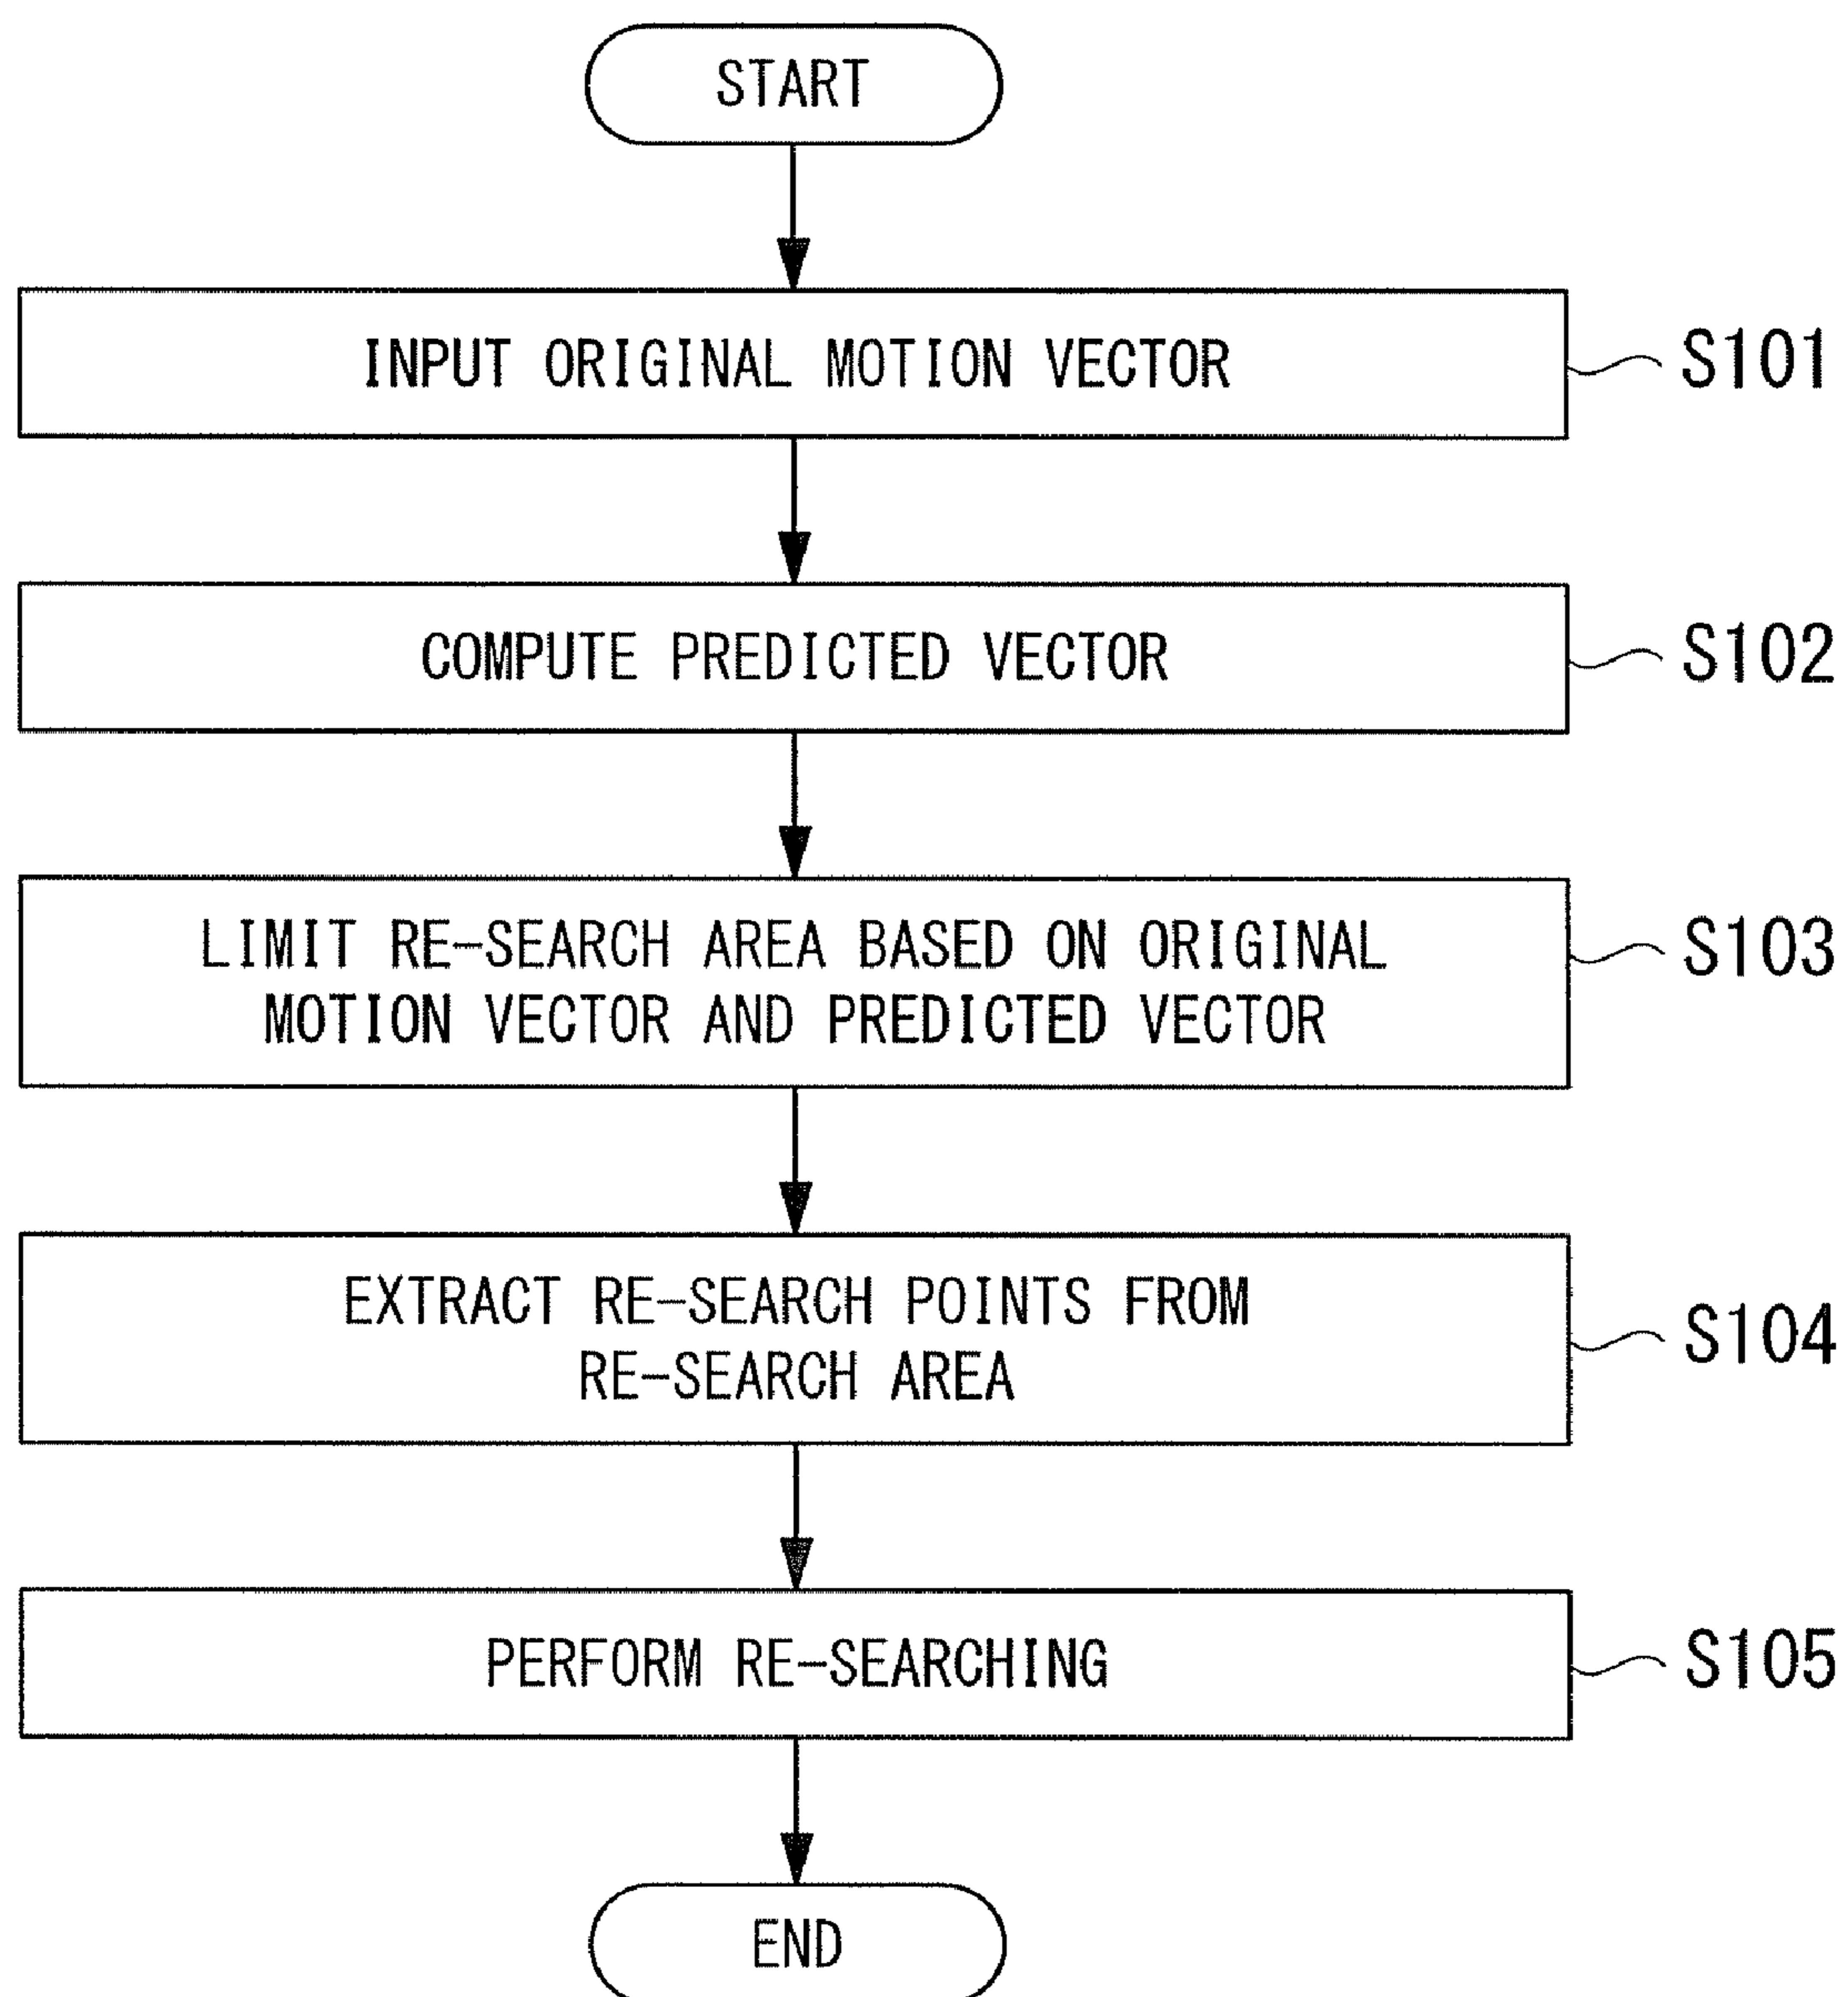 START
INPUT ORIGINAL MOTION VECTOR
S101
COMPUTE PREDICTED VECTOR
S102
LIMIT RE-SEARCH AREA BASED ON ORIGINAL
MOTION VECTOR AND PREDICTED VECTOR
S103
EXTRACT RE-SEARCH POINTS FROM
RE-SEARCH AREA
S104
PERFORM RE-SEARCHING
S105
END